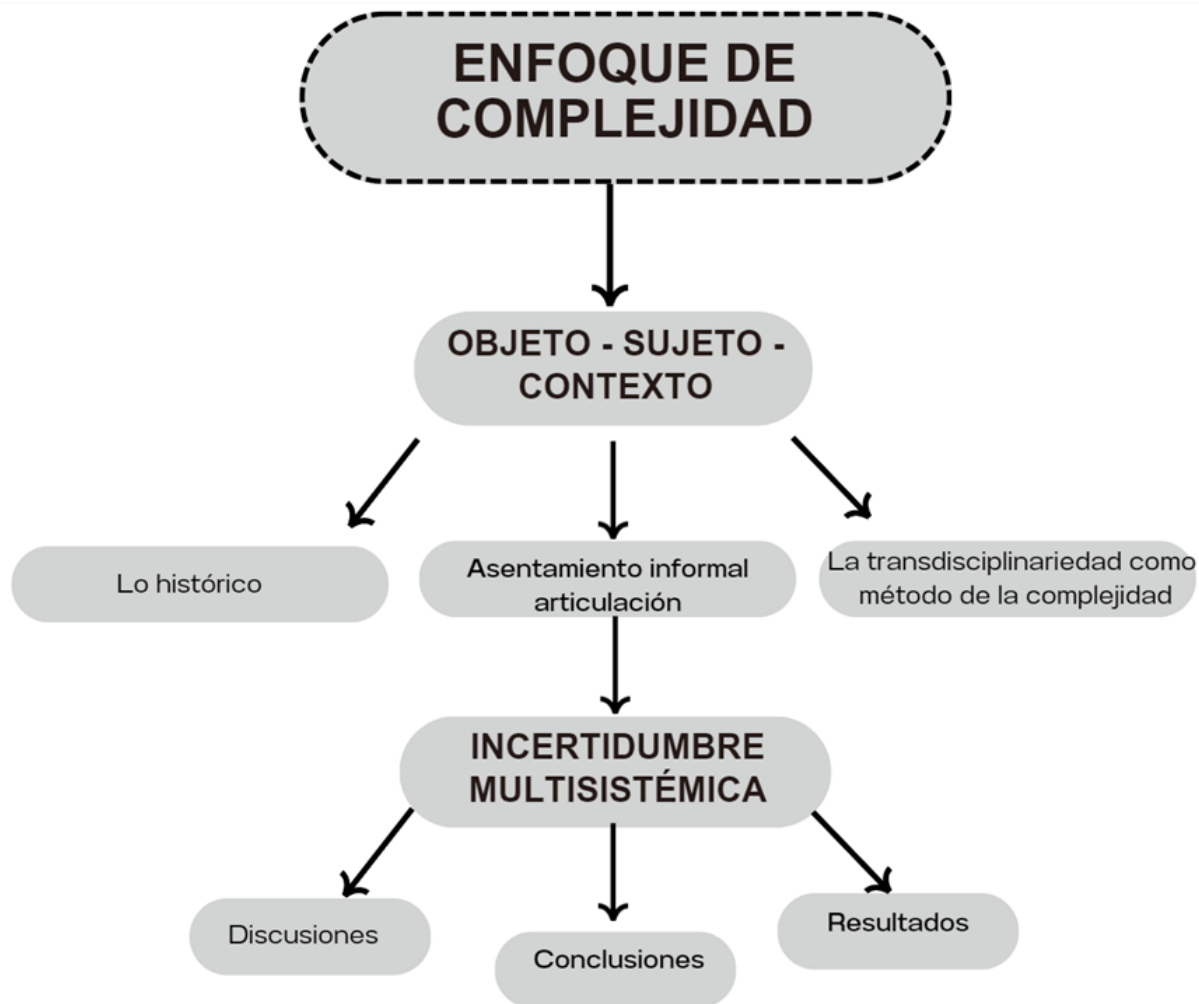 ENFOQUE DE
COMPLEJIDAD
OBJETO - SUJETO -
CONTEXTO
Lo histórico
Asentamiento informal
articulación
La transdisciplinariedad como
método de la complejidad
INCERTIDUMBRE
MULTISISTÉMICA
Discusiones
Conclusiones
Resultados